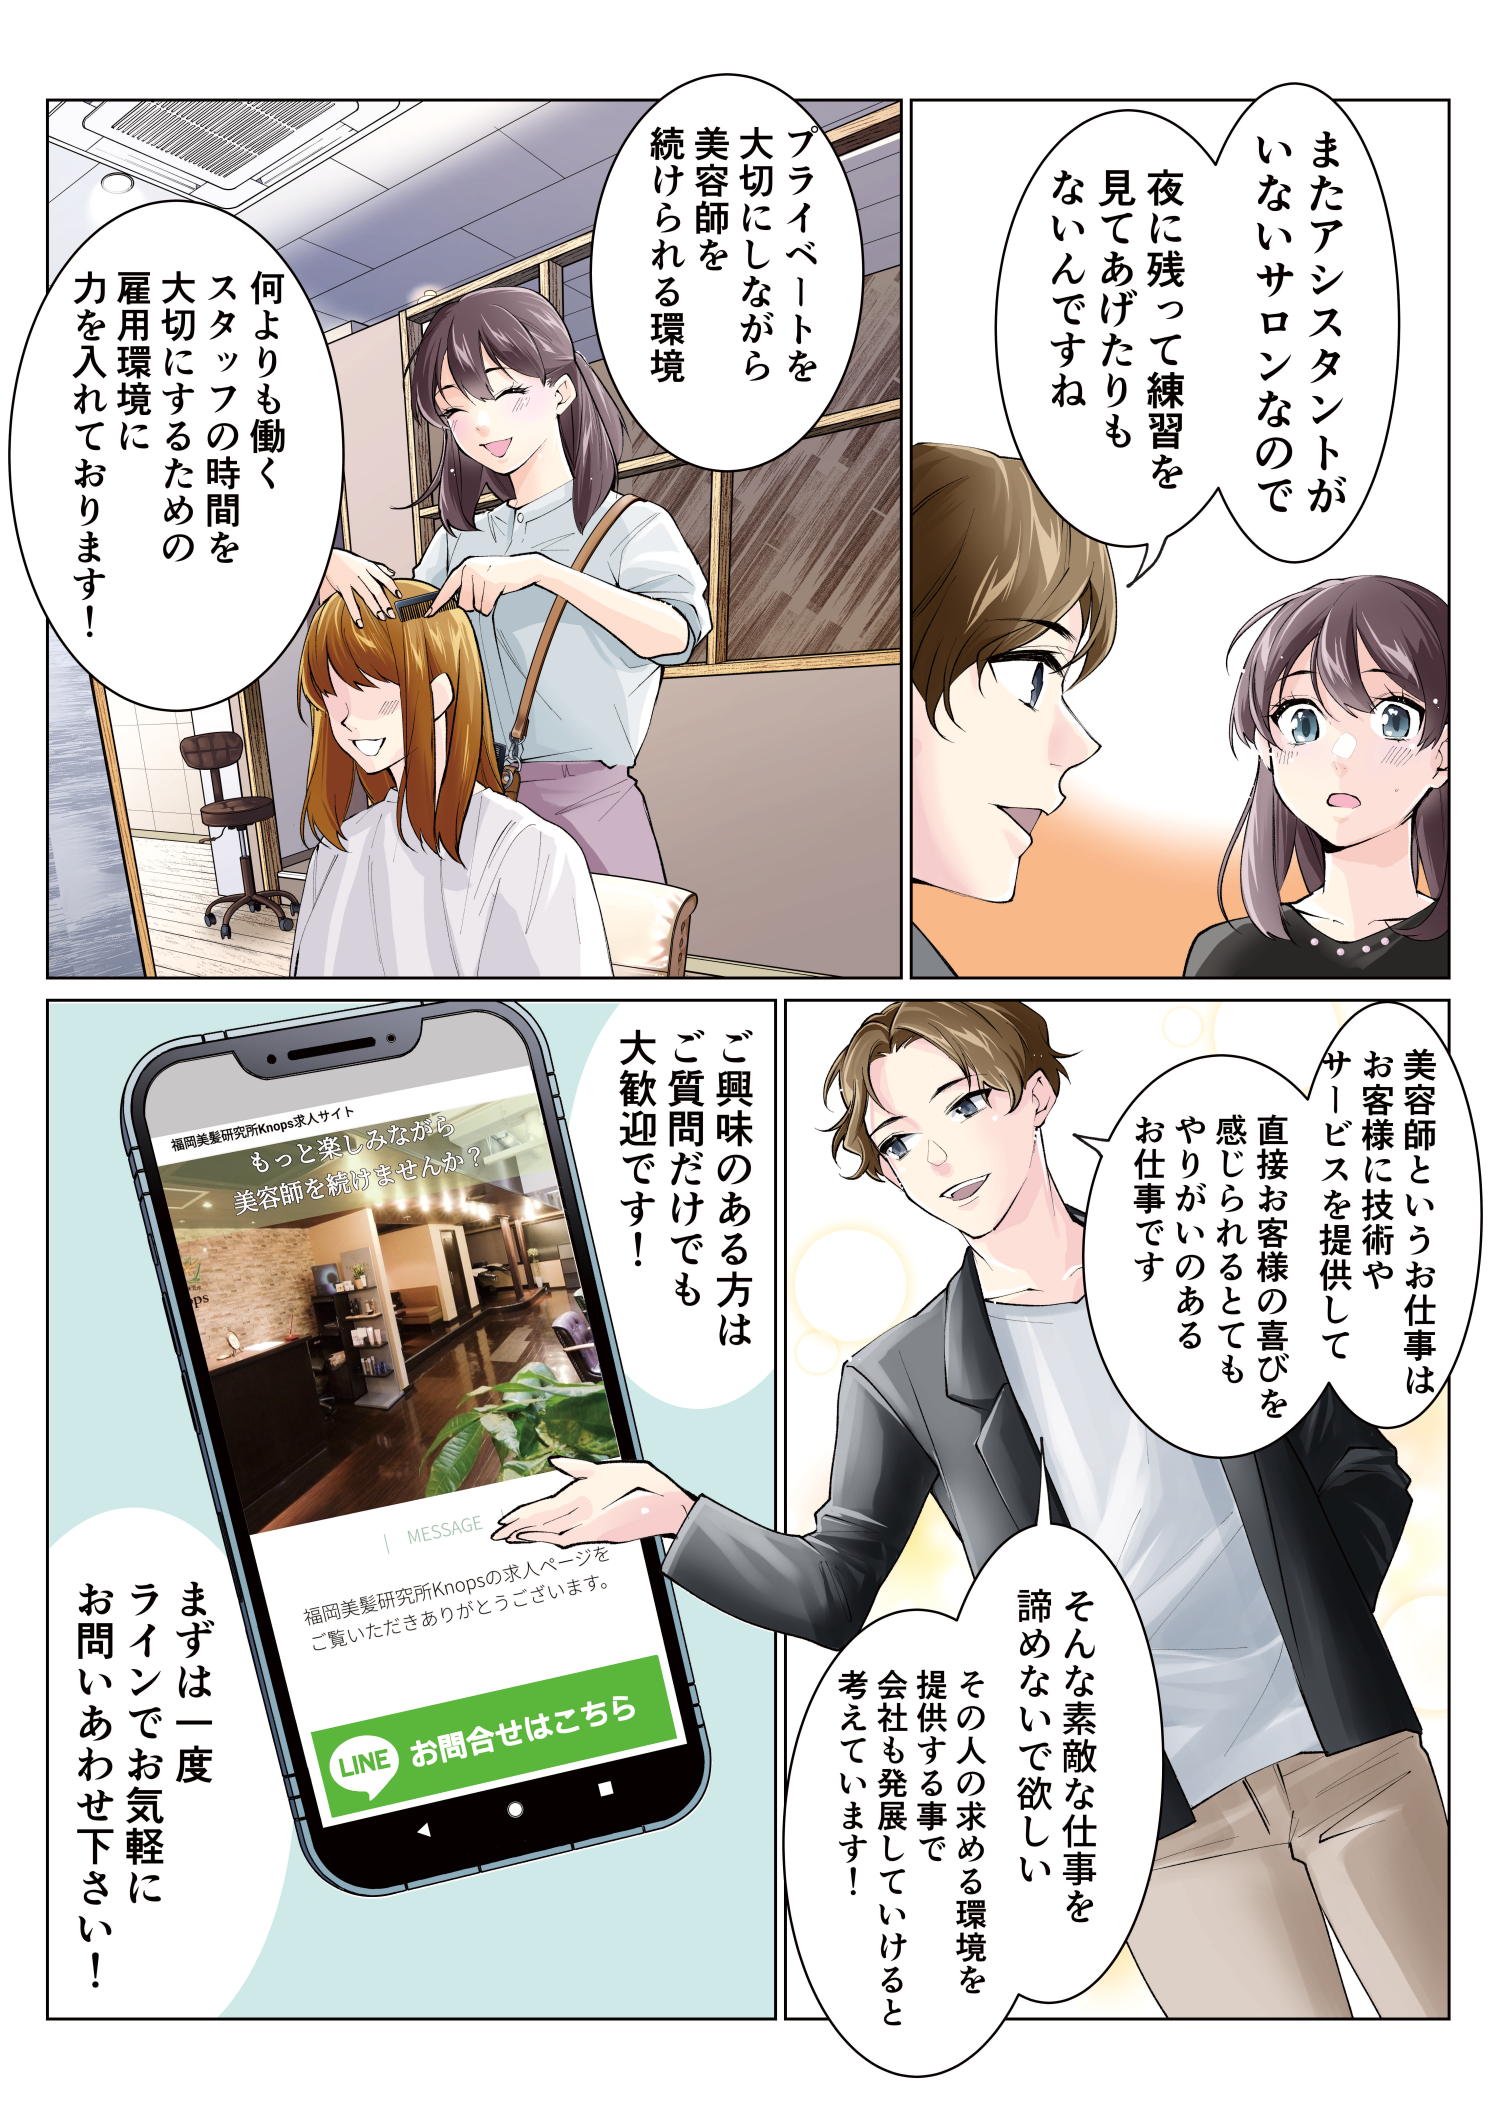 またアシスタントが
いないサロンなので
夜に残って練習を
見てあげたりも
ないんですね
プライベートを
大切にしながら
美容師を
続けられる環境
何よりも働く
スタッフの時間を
大切にするための
雇用環境に
力を入れております！
美容師というお仕事は
お客様に技術や
サービスを提供して
直接お客様の喜びを
感じられるとても
やりがいのある
お仕事です
そんな素敵な仕事を
諦めないで欲しい
その人の求める環境を
提供する事で
会社も発展していけると
考えています！
ご興味のある方は
ご質問だけでも
大歓迎です！
福岡美髪研究所Knops求人サイト
もっと楽しみながら
美容師を続けませんか？
MESSAGE
福岡美髪研究所Knopsの求人ページを
ご覧いただきありがとうございます。
LINE お問合せはこちら
まずは一度
ラインでお気軽に
お問いあわせ下さい！